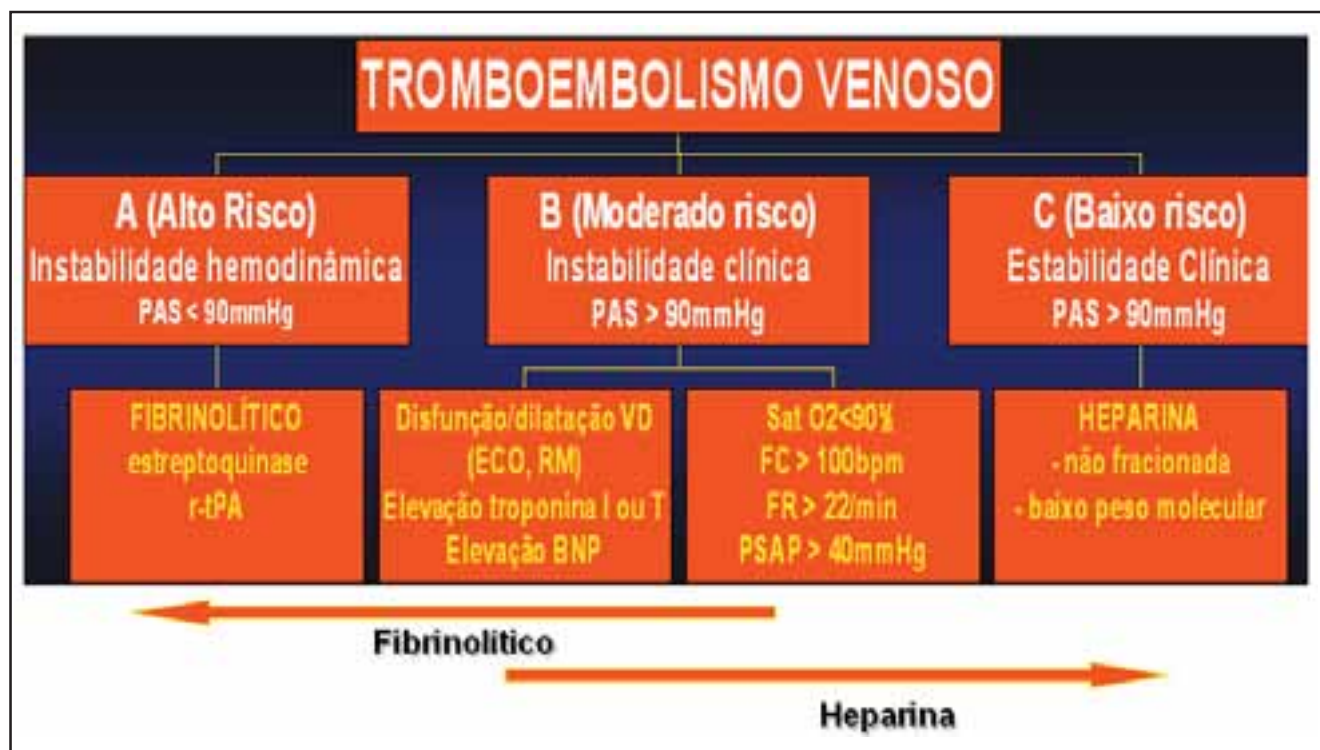 TROMBOEMBOLISMO VENOSO
A (Alto Risco)
Instabilidade hemodinâmica
PAS < 90mmHg
B (Moderado risco)
Instabilidade clínica
PAS > 90mmHg
C (Baixo risco)
Estabilidade Clínica
PAS > 90mmHg
FIBRINOLÍTICO
estreptoquinase
r-tPA
Disfunção/dilatação VD
(ECO, RM)
Elevação troponina I ou T
Elevação BNP
Sat O2<90%
FC > 100bpm
FR > 22/min
PSAP > 40mmHg
HEPARINA
- não fracionada
- baixo peso molecular
Fibrinolítico
Heparina